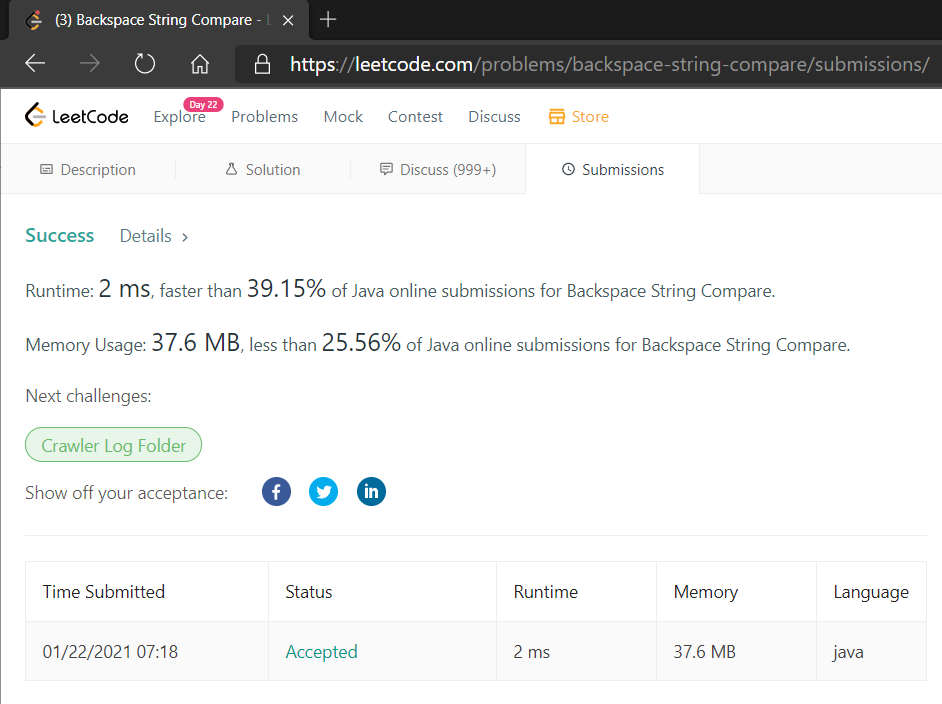 (3) Backspace String Compare -
https://leetcode.com/problems/backspace-string-compare/submissions/
LeetCode Explore Day 22 Problems Mock Contest Discuss Store
Description Solution Discuss (999+) Submissions
Success Details >
Runtime: 2 ms, faster than 39.15% of Java online submissions for Backspace String Compare.
Memory Usage: 37.6 MB, less than 25.56% of Java online submissions for Backspace String Compare.
Next challenges:
Crawler Log Folder
Show off your acceptance:
Time Submitted Status Runtime Memory Language
01/22/2021 07:18 Accepted 2 ms 37.6 MB java